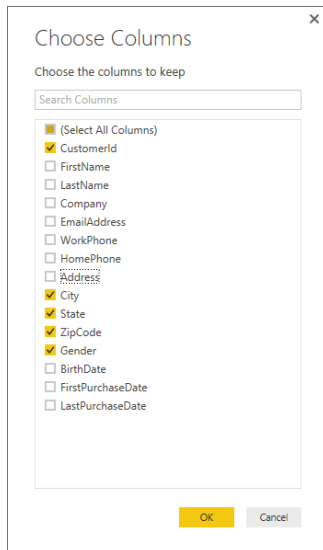 Choose Columns
Choose the columns to keep
Search Columns
(Select All Columns)
CustomerId
FirstName
LastName
Company
EmailAddress
WorkPhone
HomePhone
Address
City
State
ZipCode
Gender
BirthDate
FirstPurchaseDate
LastPurchaseDate
OK Cancel